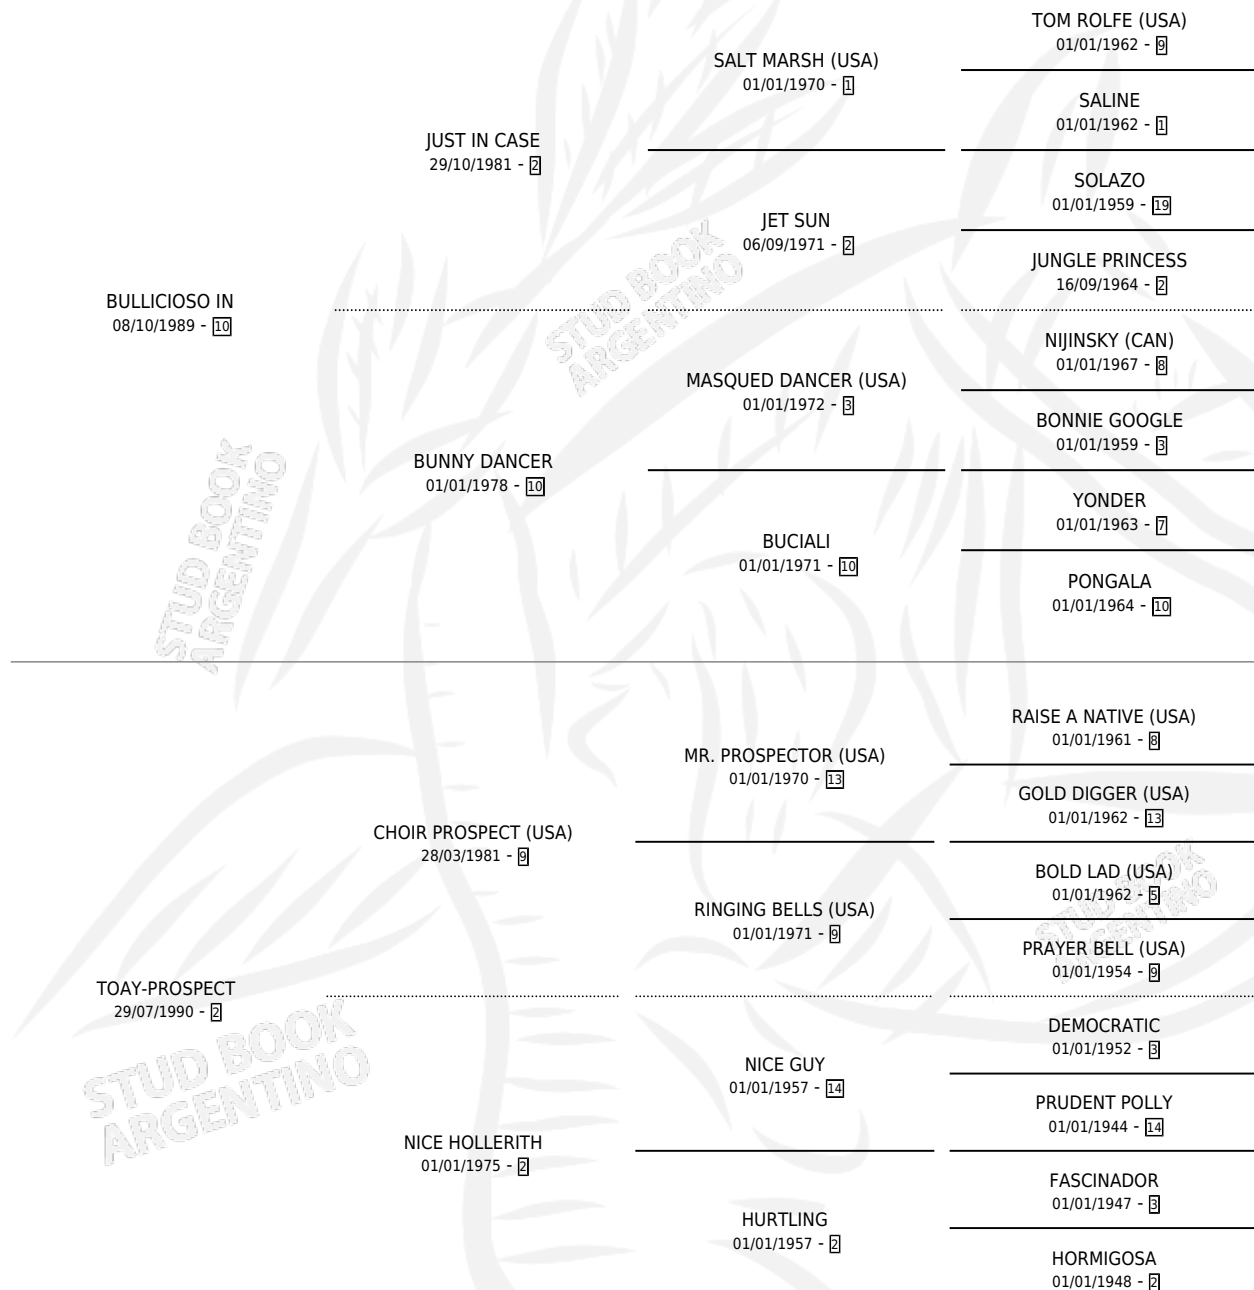 TOM ROLFE (USA)
01/01/1962 - 9
SALT MARSH (USA)
01/01/1970 - 1
SALINE
01/01/1962 - 1
JUST IN CASE
29/10/1981 - 2
SOLAZO
01/01/1959 - 19
JET SUN
06/09/1971 - 2
JUNGLE PRINCESS
16/09/1964 - 2
BULLICIOSO IN
08/10/1989 - 10
NIJINSKY (CAN)
01/01/1967 - 8
MASQUED DANCER (USA)
01/01/1972 - 3
BONNIE GOOGLE
01/01/1959 - 3
BUNNY DANCER
01/01/1978 - 10
YONDER
01/01/1963 - 7
BUCIALI
01/01/1971 - 10
PONGALA
01/01/1964 - 10
RAISE A NATIVE (USA)
01/01/1961 - 8
MR. PROSPECTOR (USA)
01/01/1970 - 13
GOLD DIGGER (USA)
01/01/1962 - 13
CHOIR PROSPECT (USA)
28/03/1981 - 9
BOLD LAD (USA)
01/01/1962 - 5
RINGING BELLS (USA)
01/01/1971 - 9
PRAYER BELL (USA)
01/01/1954 - 9
TOAY-PROSPECT
29/07/1990 - 2
DEMOCRATIC
01/01/1952 - 3
NICE GUY
01/01/1957 - 14
PRUDENT POLLY
01/01/1944 - 14
NICE HOLLERITH
01/01/1975 - 2
FASCINADOR
01/01/1947 - 3
HURTLING
01/01/1957 - 2
HORMIGOSA
01/01/1948 - 2
STUD BOOK
ARGENTINO
STUD BOOK
ARGENTINO
STUD BOOK
ARGENTINO
STUD BOOK
ARGENTINO